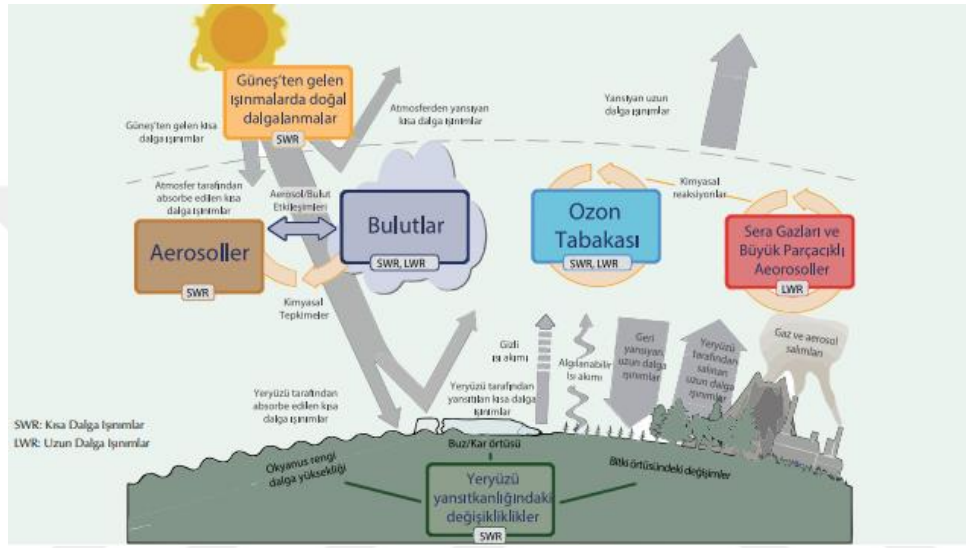 Güneş'ten gelen
ışınmalarda doğal
dalgalanmalar
SWR
Güneş'ten gelen kısa
dalga ışınımlar
Atmosferden yansıyan
kısa dalga ışınımlar
Yansıyan uzun
dalga ışınımlar
Atmosfer tarafından
absorbe edilen kısa
dalga ışınımlar
Aerosol/Bulut
Etkileşimleri
Kimyasal
reaksiyonlar
Aerosoller
SWR
Bulutlar
SWR, LWR
Ozon
Tabakası
SWR, LWR
Sera Gazları ve
Büyük Parçacıklı
Aeorosoller
LWR
Kimyasal
Tepkimeler
Gizli
ısı akımı
Algılanabilir
Isı akımı
Geri
yansıyan
uzun dalga
ışınımlar
Yeryüzü
tarafından
salınan
uzun dalga
ışınımlar
Gaz ve aerosol
salımları
Yeryüzü tarafından
absorbe edilen kısa
dalga ışınımlar
Yeryüzü tarafından
yansıtılan kısa dalga
ışınımlar
SWR: Kısa Dalga Işınımlar
LWR: Uzun Dalga Işınımlar
Buz/Kar örtüsü
Okyanus rengi
dalga yüksekliği
Bitki örtüsündeki değişimler
Yeryüzü
yansıtkanlığındaki
değişikliklikler
SWR